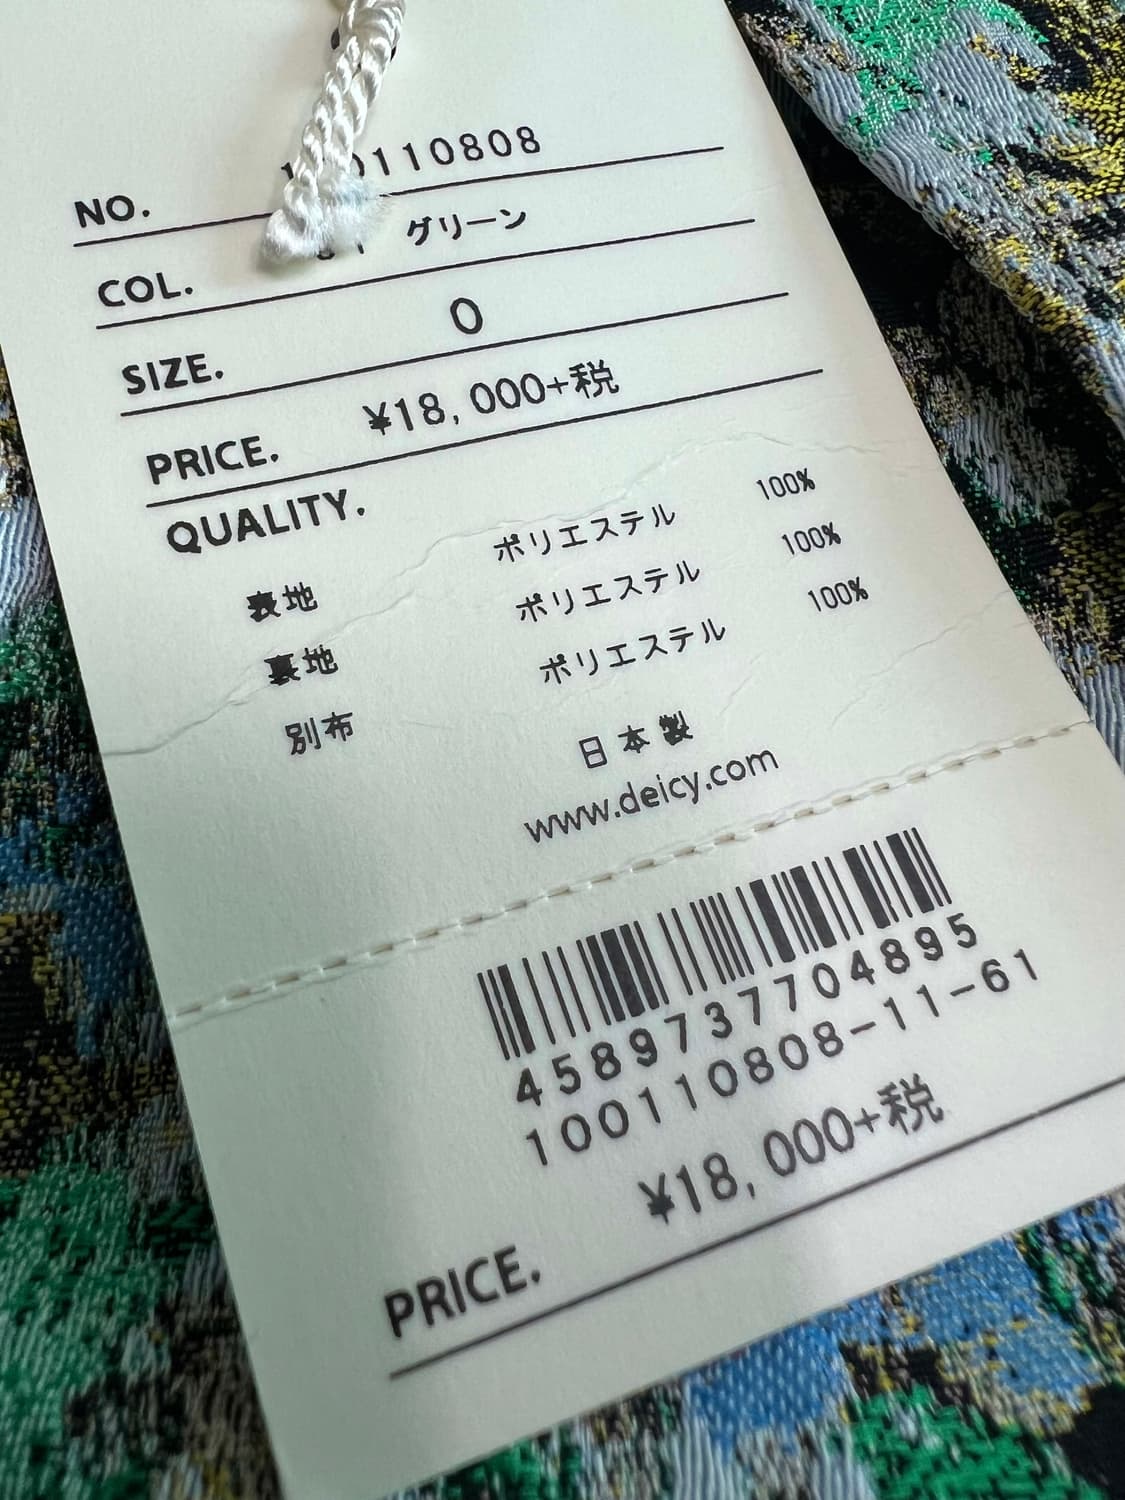 NO. 100110808
COL. 61 グリーン
SIZE. 0
PRICE. ¥18,000+税
QUALITY.
表地 ポリエステル 100%
裏地 ポリエステル 100%
別布 ポリエステル 100%
日本製
www.deicy.com
4589737704895
100110808-11-61
PRICE. ¥18,000+税